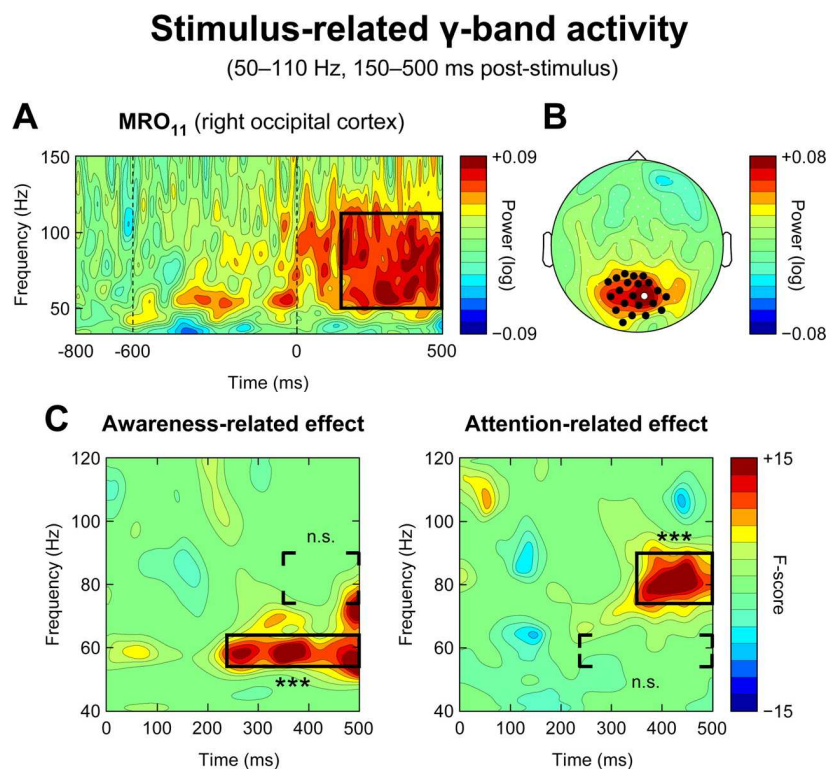 Stimulus-related γ-band activity
(50–110 Hz, 150–500 ms post-stimulus)
A
MRO11 (right occipital cortex)
150
100
50
Frequency (Hz)
-800
-600
0
500
Time (ms)
+0.09
Power (log)
−0.09
B
+0.08
Power (log)
−0.08
C
Awareness-related effect
120
100
80
60
40
Frequency (Hz)
n.s.
***
0
100
200
300
400
500
Time (ms)
Attention-related effect
120
100
80
60
40
Frequency (Hz)
***
n.s.
0
100
200
300
400
500
Time (ms)
+15
F-score
−15